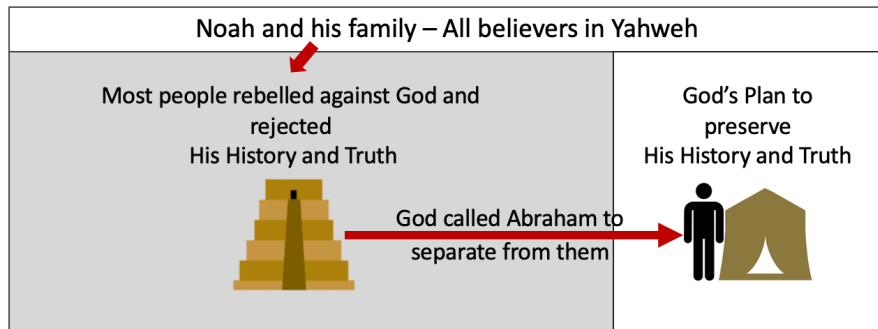 Noah and his family – All believers in Yahweh
Most people rebelled against God and
rejected
His History and Truth
God's Plan to
preserve
His History and Truth
God called Abraham to
separate from them